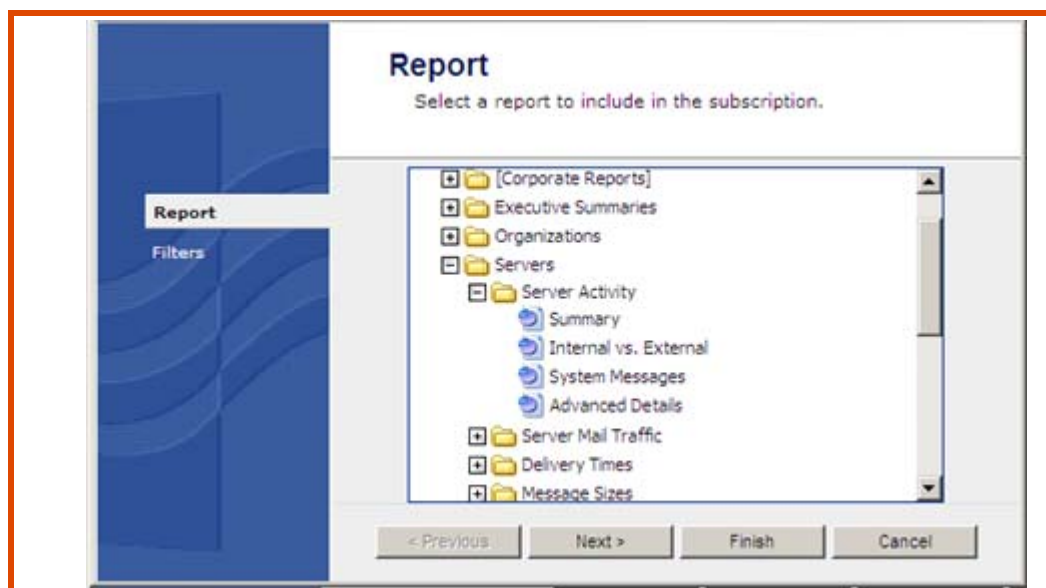 Report
Select a report to include in the subscription.
Report
Filters
[Corporate Reports]
Executive Summaries
Organizations
Servers
Server Activity
Summary
Internal vs. External
System Messages
Advanced Details
Server Mail Traffic
Delivery Times
Message Sizes
< Previous
Next >
Finish
Cancel